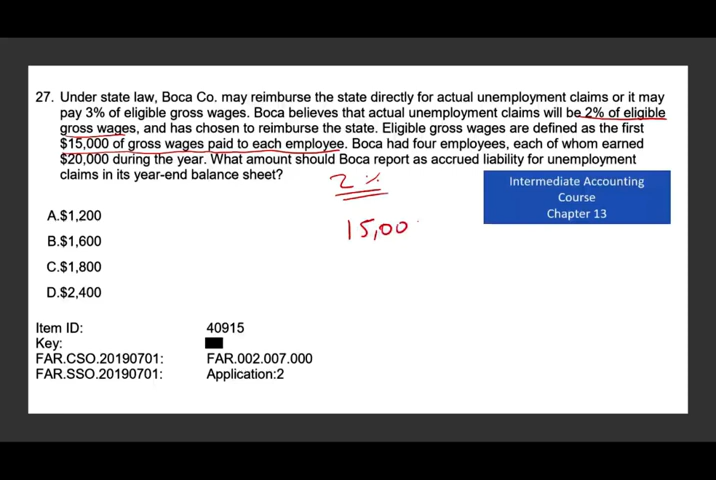 27. Under state law, Boca Co. may reimburse the state directly for actual unemployment claims or it may
pay 3% of eligible gross wages. Boca believes that actual unemployment claims will be 2% of eligible
gross wages, and has chosen to reimburse the state. Eligible gross wages are defined as the first
$15,000 of gross wages paid to each employee. Boca had four employees, each of whom earned
$20,000 during the year. What amount should Boca report as accrued liability for unemployment
claims in its year-end balance sheet?
2%
15,00
Intermediate Accounting
Course
Chapter 13
A.$1,200
B.$1,600
C.$1,800
D.$2,400
Item ID: 40915
Key:
FAR.CSO.20190701: FAR.002.007.000
FAR.SSO.20190701: Application:2